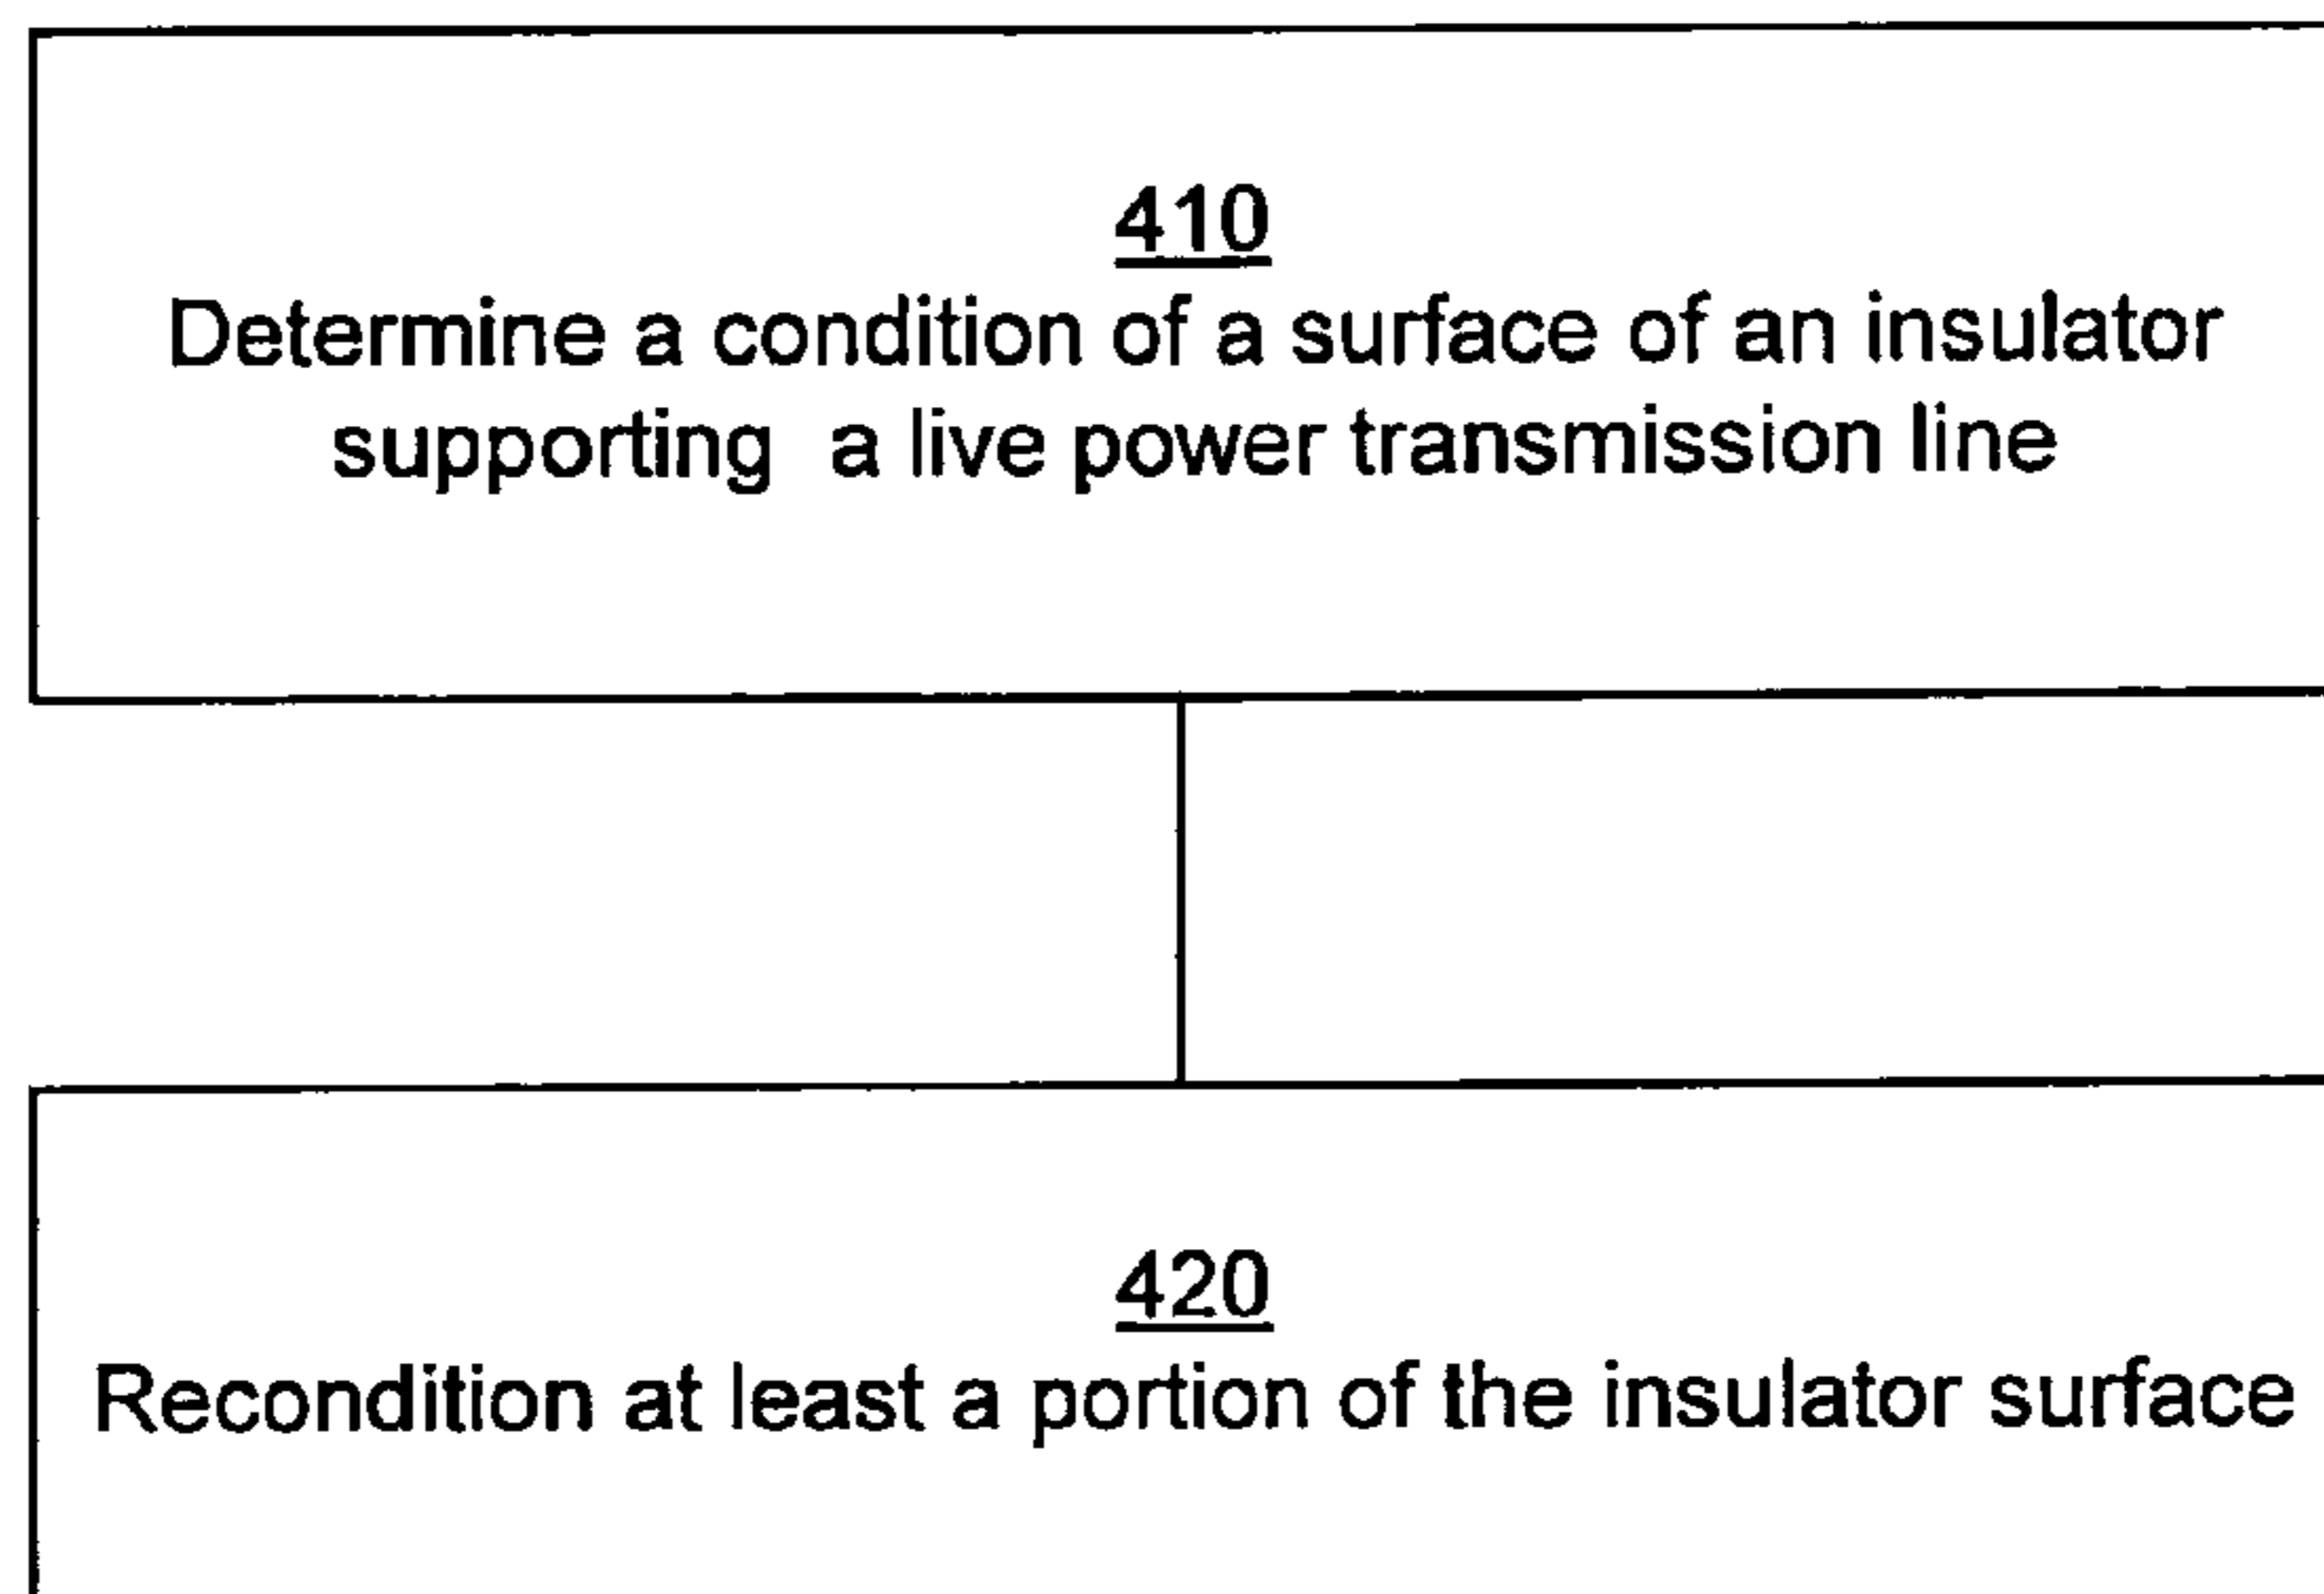 410
Determine a condition of a surface of an insulator
supporting a live power transmission line
420
Recondition at least a portion of the insulator surface